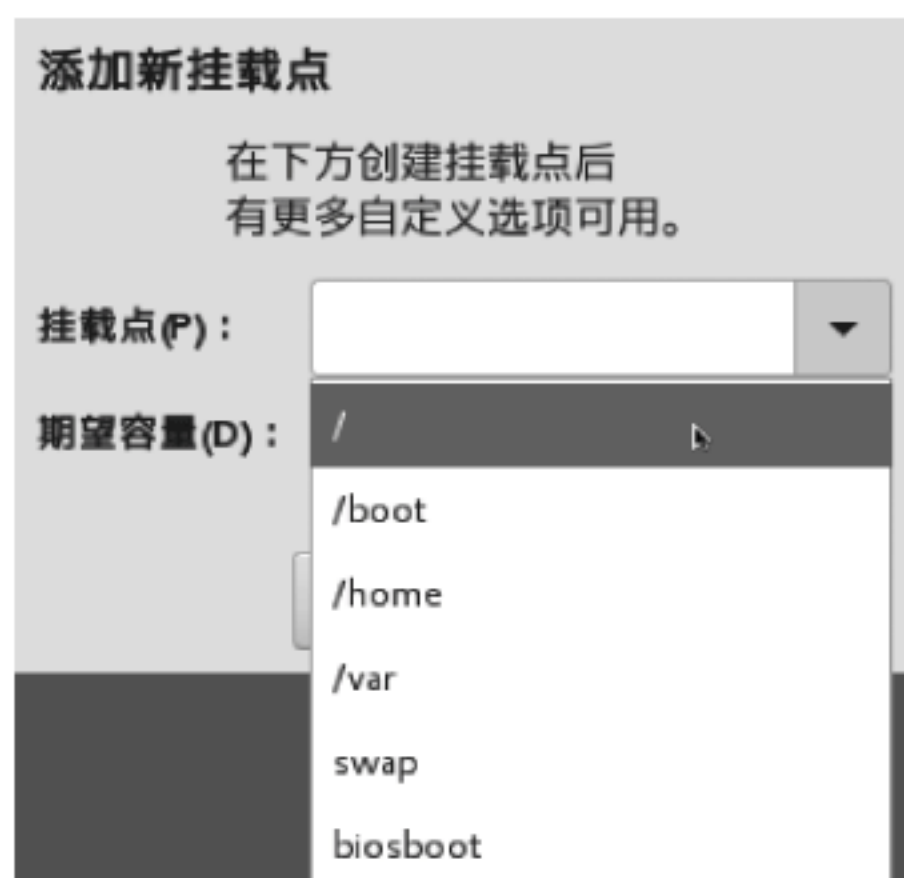 添加新挂载点
在下方创建挂载点后
有更多自定义选项可用。
挂载点(P)：
期望容量(D)：
/
/boot
/home
/var
swap
biosboot